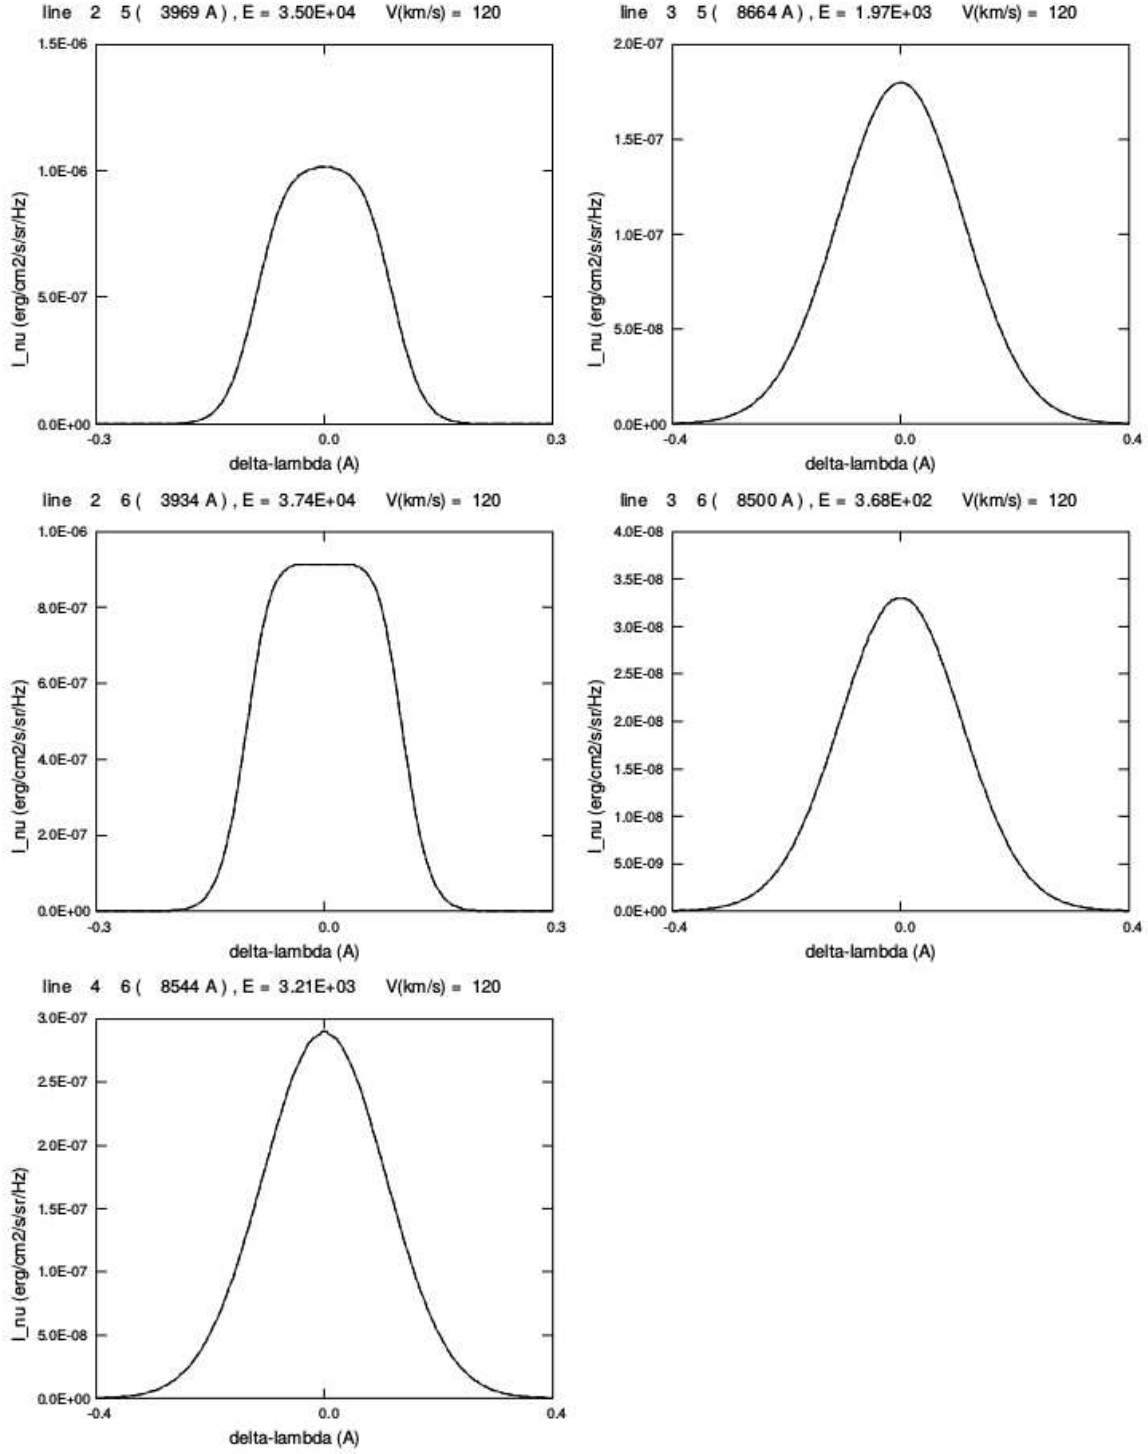 line 2 5 ( 3969 A ) , E = 3.50E+04 V(km/s) = 120
1.5E-06
1.0E-06
5.0E-07
0.0E+00
I_nu (erg/cm2/s/sr/Hz)
-0.3 0.0 0.3
delta-lambda (A)
line 3 5 ( 8664 A ) , E = 1.97E+03 V(km/s) = 120
2.0E-07
1.5E-07
1.0E-07
5.0E-08
0.0E+00
I_nu (erg/cm2/s/sr/Hz)
-0.4 0.0 0.4
delta-lambda (A)
line 2 6 ( 3934 A ) , E = 3.74E+04 V(km/s) = 120
1.0E-06
8.0E-07
6.0E-07
4.0E-07
2.0E-07
0.0E+00
I_nu (erg/cm2/s/sr/Hz)
-0.3 0.0 0.3
delta-lambda (A)
line 3 6 ( 8500 A ) , E = 3.68E+02 V(km/s) = 120
4.0E-08
3.5E-08
3.0E-08
2.5E-08
2.0E-08
1.5E-08
1.0E-08
5.0E-09
0.0E+00
I_nu (erg/cm2/s/sr/Hz)
-0.4 0.0 0.4
delta-lambda (A)
line 4 6 ( 8544 A ) , E = 3.21E+03 V(km/s) = 120
3.0E-07
2.5E-07
2.0E-07
1.5E-07
1.0E-07
5.0E-08
0.0E+00
I_nu (erg/cm2/s/sr/Hz)
-0.4 0.0 0.4
delta-lambda (A)